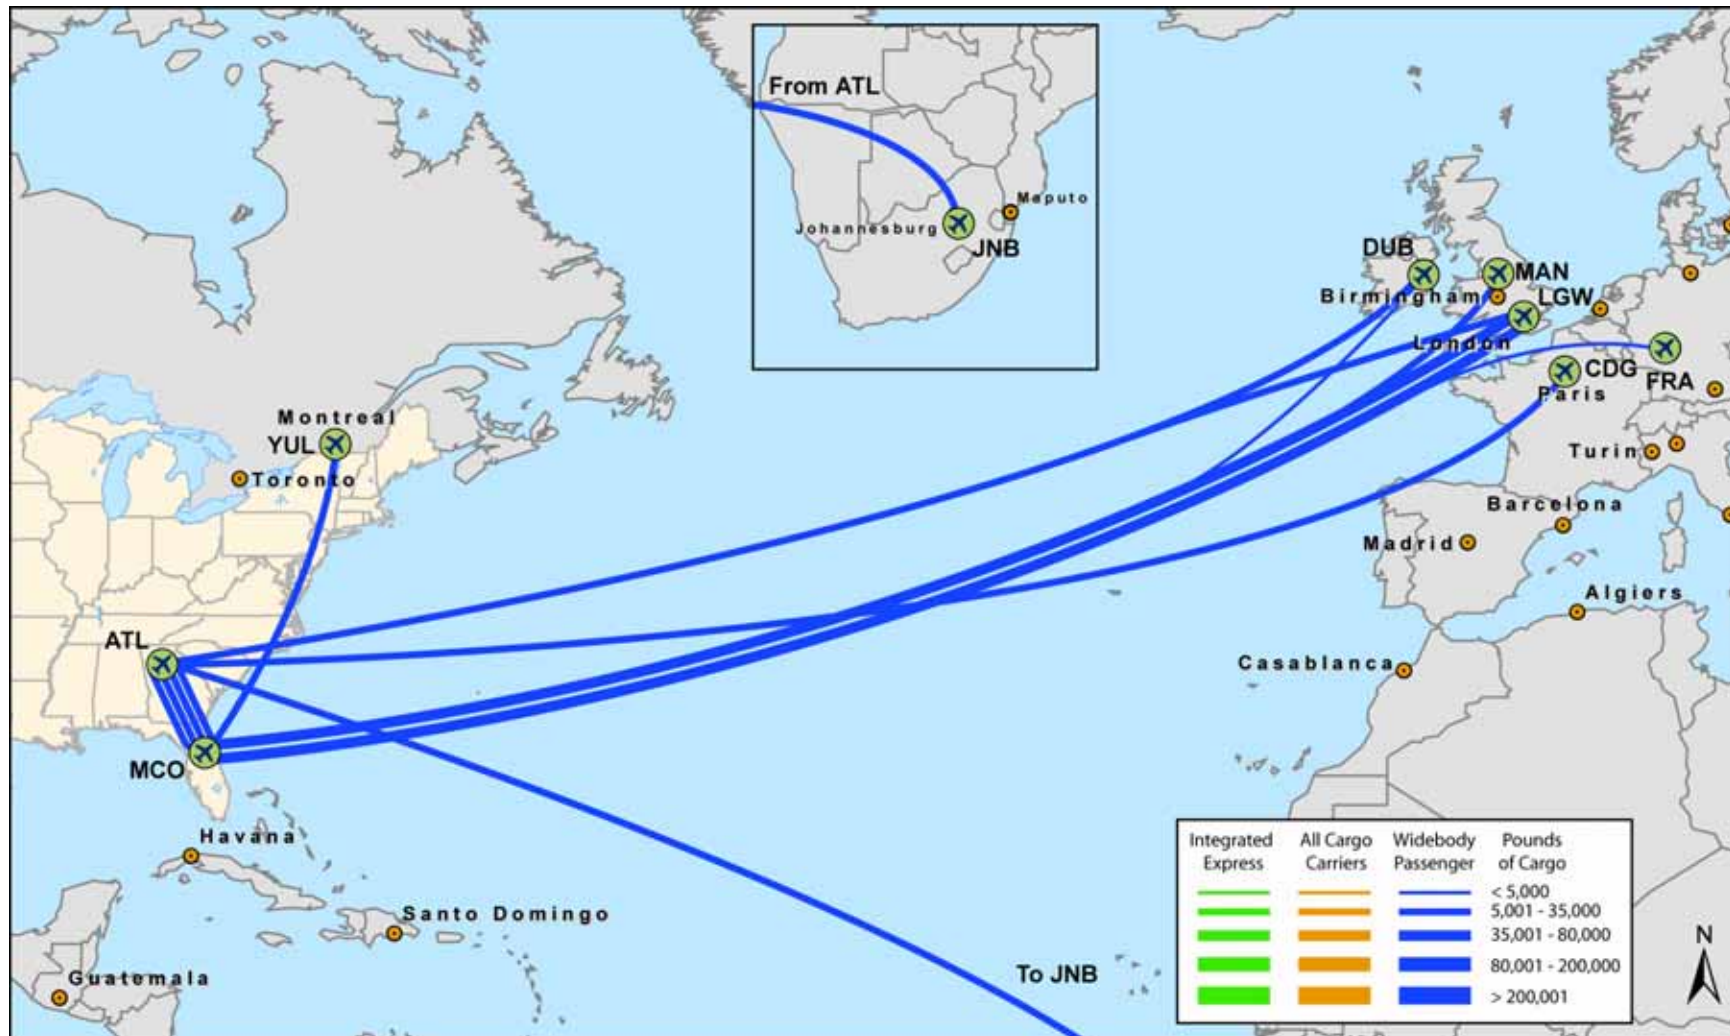 From ATL
Maputo
Johannesburg
JNB
DUB
MAN
Birmingham
LGW
London
CDG
FRA
Paris
Montreal
YUL
Toronto
Turin
Barcelona
Madrid
Algiers
ATL
Casablanca
MCO
Havana
Santo Domingo
Guatemala
To JNB
Integrated Express
All Cargo Carriers
Widebody Passenger
Pounds of Cargo
< 5,000
5,001 - 35,000
35,001 - 80,000
80,001 - 200,000
> 200,001
N